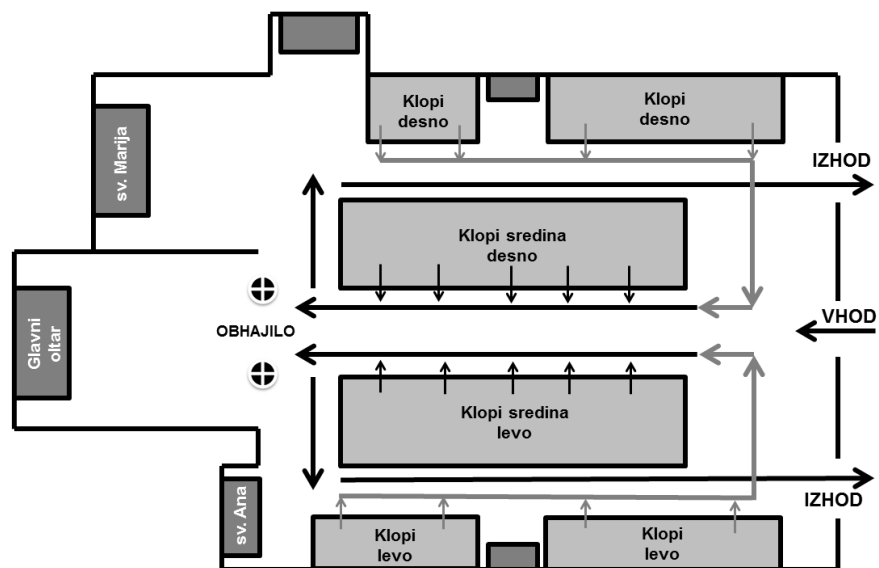 Klopi
desno
Klopi
desno
IZHOD
sv. Marija
Klopi sredina
desno
Glavni
oltar
OBHAJILO
VHOD
Klopi sredina
levo
sv. Ana
IZHOD
Klopi
levo
Klopi
levo